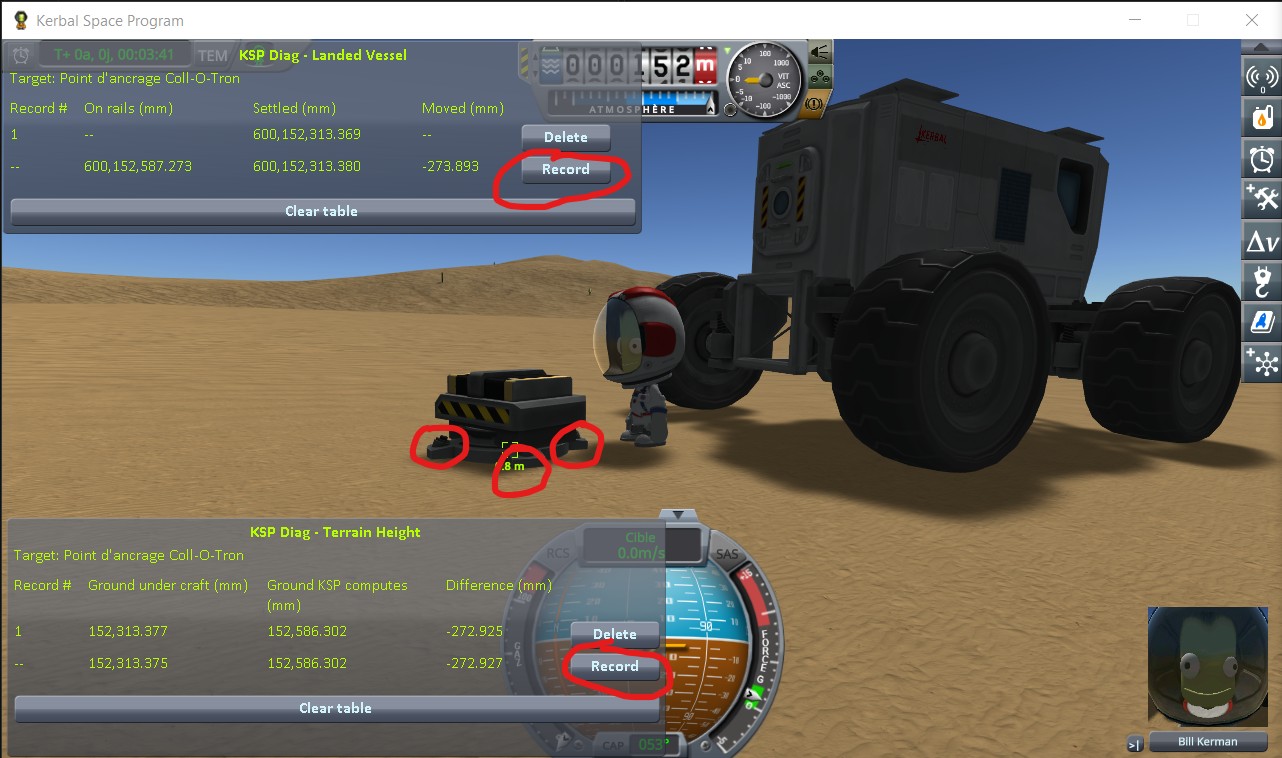 Kerbal Space Program
T+ 0a, 0j, 00:03:41 TEM
KSP Diag - Landed Vessel
Target: Point d'ancrage Coll-O-Tron
Record # On rails (mm) Settled (mm) Moved (mm)
1 -- 600,152,313.369 -- Delete
-- 600,152,587.273 600,152,313.380 -273.893 Record
Clear table
000152 m
ATMOSPHÈRE
100
10 1000
5
0 VIT ASC
-5 -1000
-10
-100
KERBAL
Δv
.8 m
KSP Diag - Terrain Height
Target: Point d'ancrage Coll-O-Tron
Record # Ground under craft (mm) Ground KSP computes (mm) Difference (mm)
1 152,313.377 152,586.302 -272.925 Delete
-- 152,313.375 152,586.302 -272.927 Record
Clear table
Cible
0.0m/s
RCS SAS
90
GAZ
FORCE G
CAP 053°
Bill Kerman